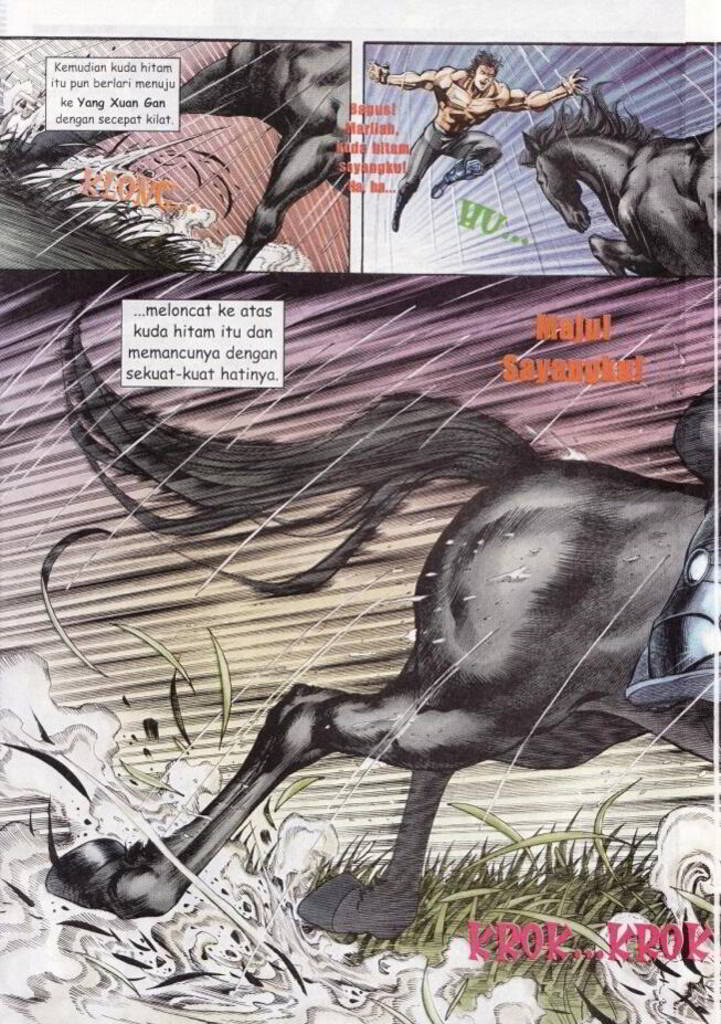 Kemudian kuda hitam
itu pun berlari menuju
ke Yang Xuan Gan
dengan secepat kilat.
KLONG...
Bagus!
Marilah,
kuda hitam
sayangku.
Ha, ha...
HU...
...meloncat ke atas
kuda hitam itu dan
memancunya dengan
sekuat-kuat hatinya.
Maju!
Sayangku!
KROK...KROK